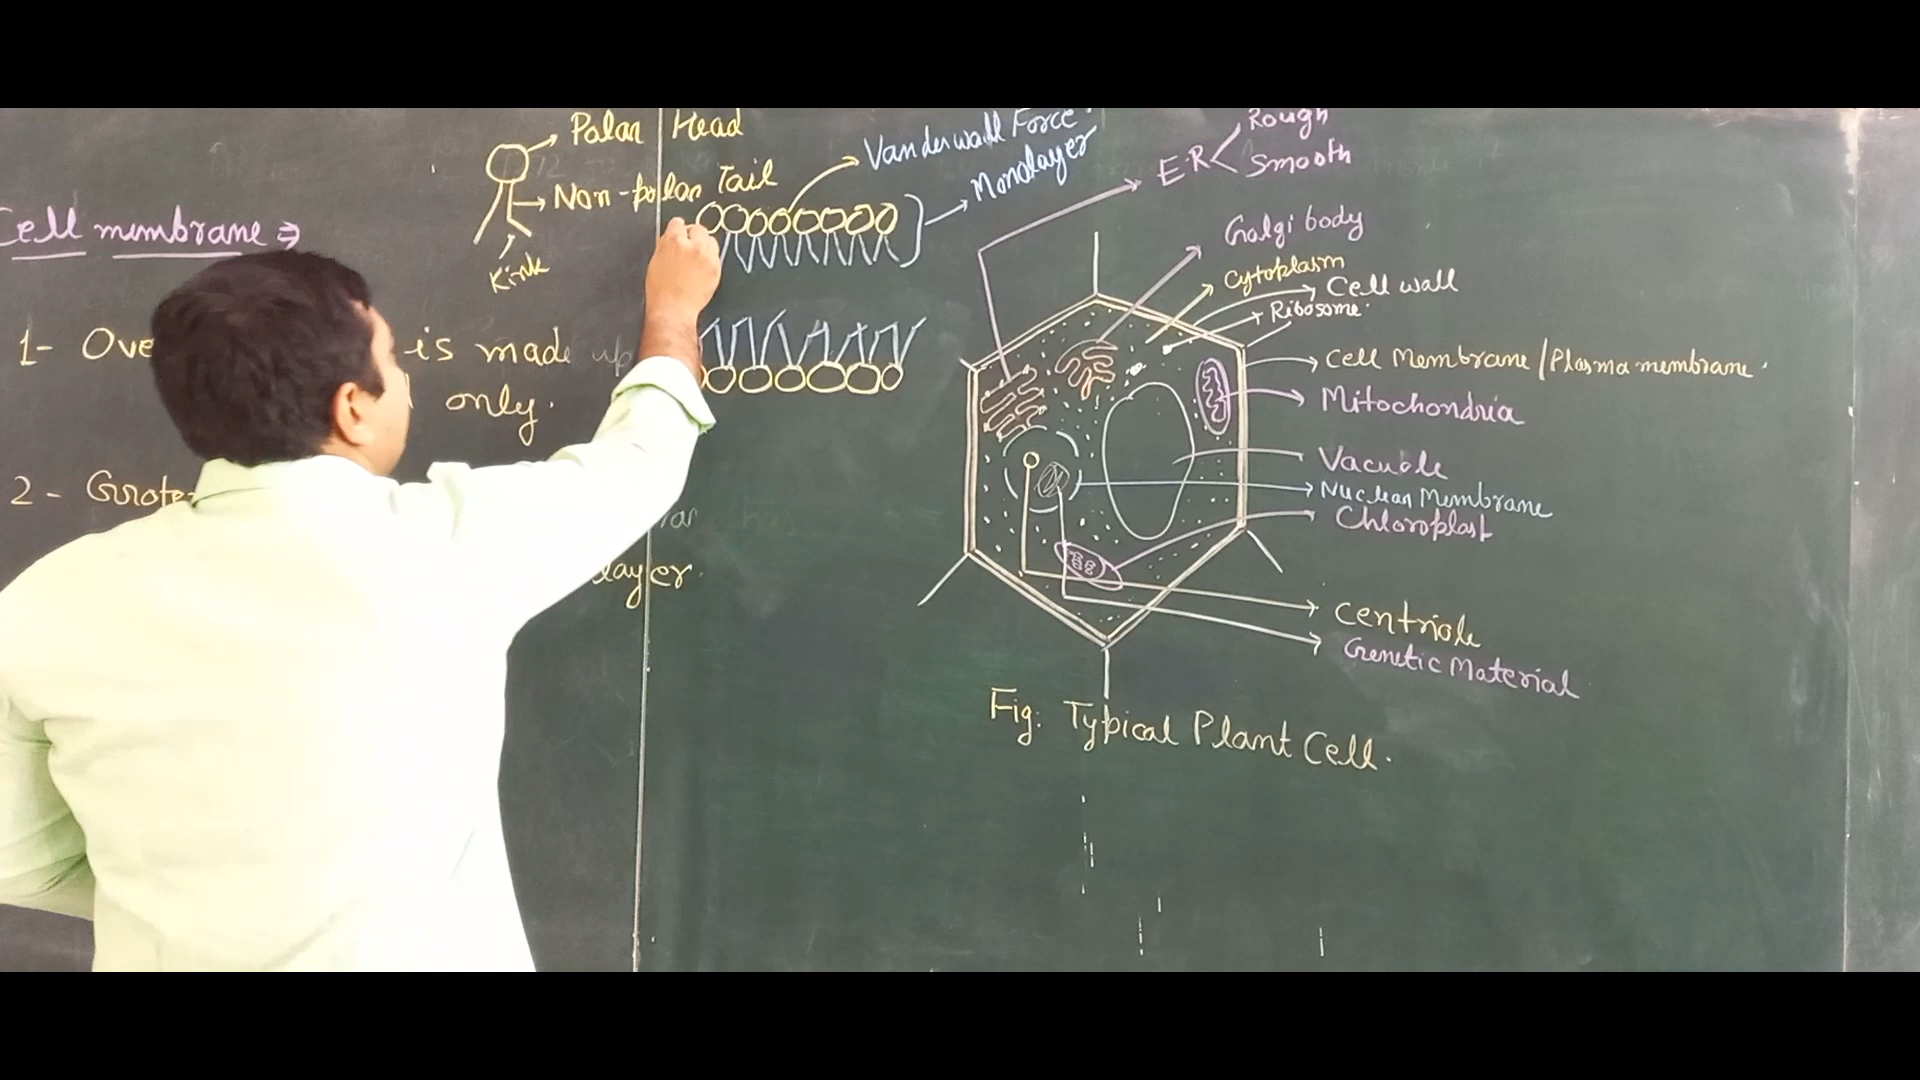 Polar Head
Non-polar Tail
Kink
Cell membrane ⇒
1- Ove is made up
only.
2 - Groter
layer.
Vanderwall Force
Monolayer
E.R
Rough
Smooth
Golgi body
Cytoplasm
Cell wall
Ribosome.
Cell Membrane / Plasma membrane.
Mitochondria
Vacuole
Nuclear Membrane
Chloroplast
Centriole
Genetic Material
Fig: Typical Plant Cell.